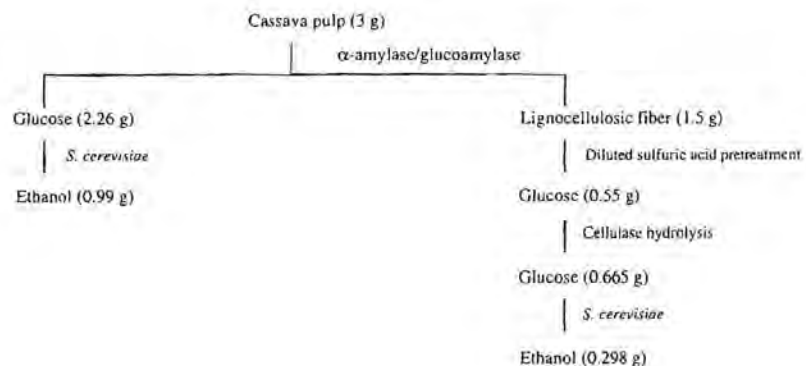 Cassava pulp (3 g)
α-amylase/glucoamylase
Glucose (2.26 g)
S. cerevisiae
Ethanol (0.99 g)
Lignocellulosic fiber (1.5 g)
Diluted sulfuric acid pretreatment
Glucose (0.55 g)
Cellulase hydrolysis
Glucose (0.665 g)
S. cerevisiae
Ethanol (0.298 g)